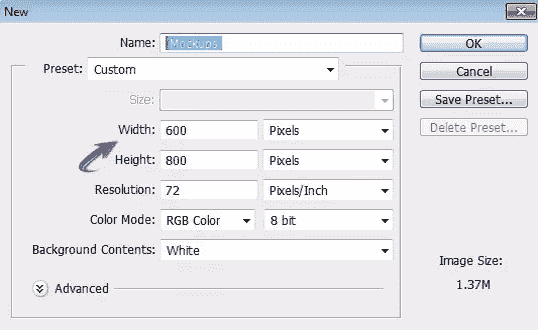 New
Name: Mockups
OK
Preset: Custom
Cancel
Size:
Save Preset...
Width: 600 Pixels
Delete Preset...
Height: 800 Pixels
Resolution: 72 Pixels/Inch
Color Mode: RGB Color 8 bit
Background Contents: White
Image Size:
1.37M
Advanced